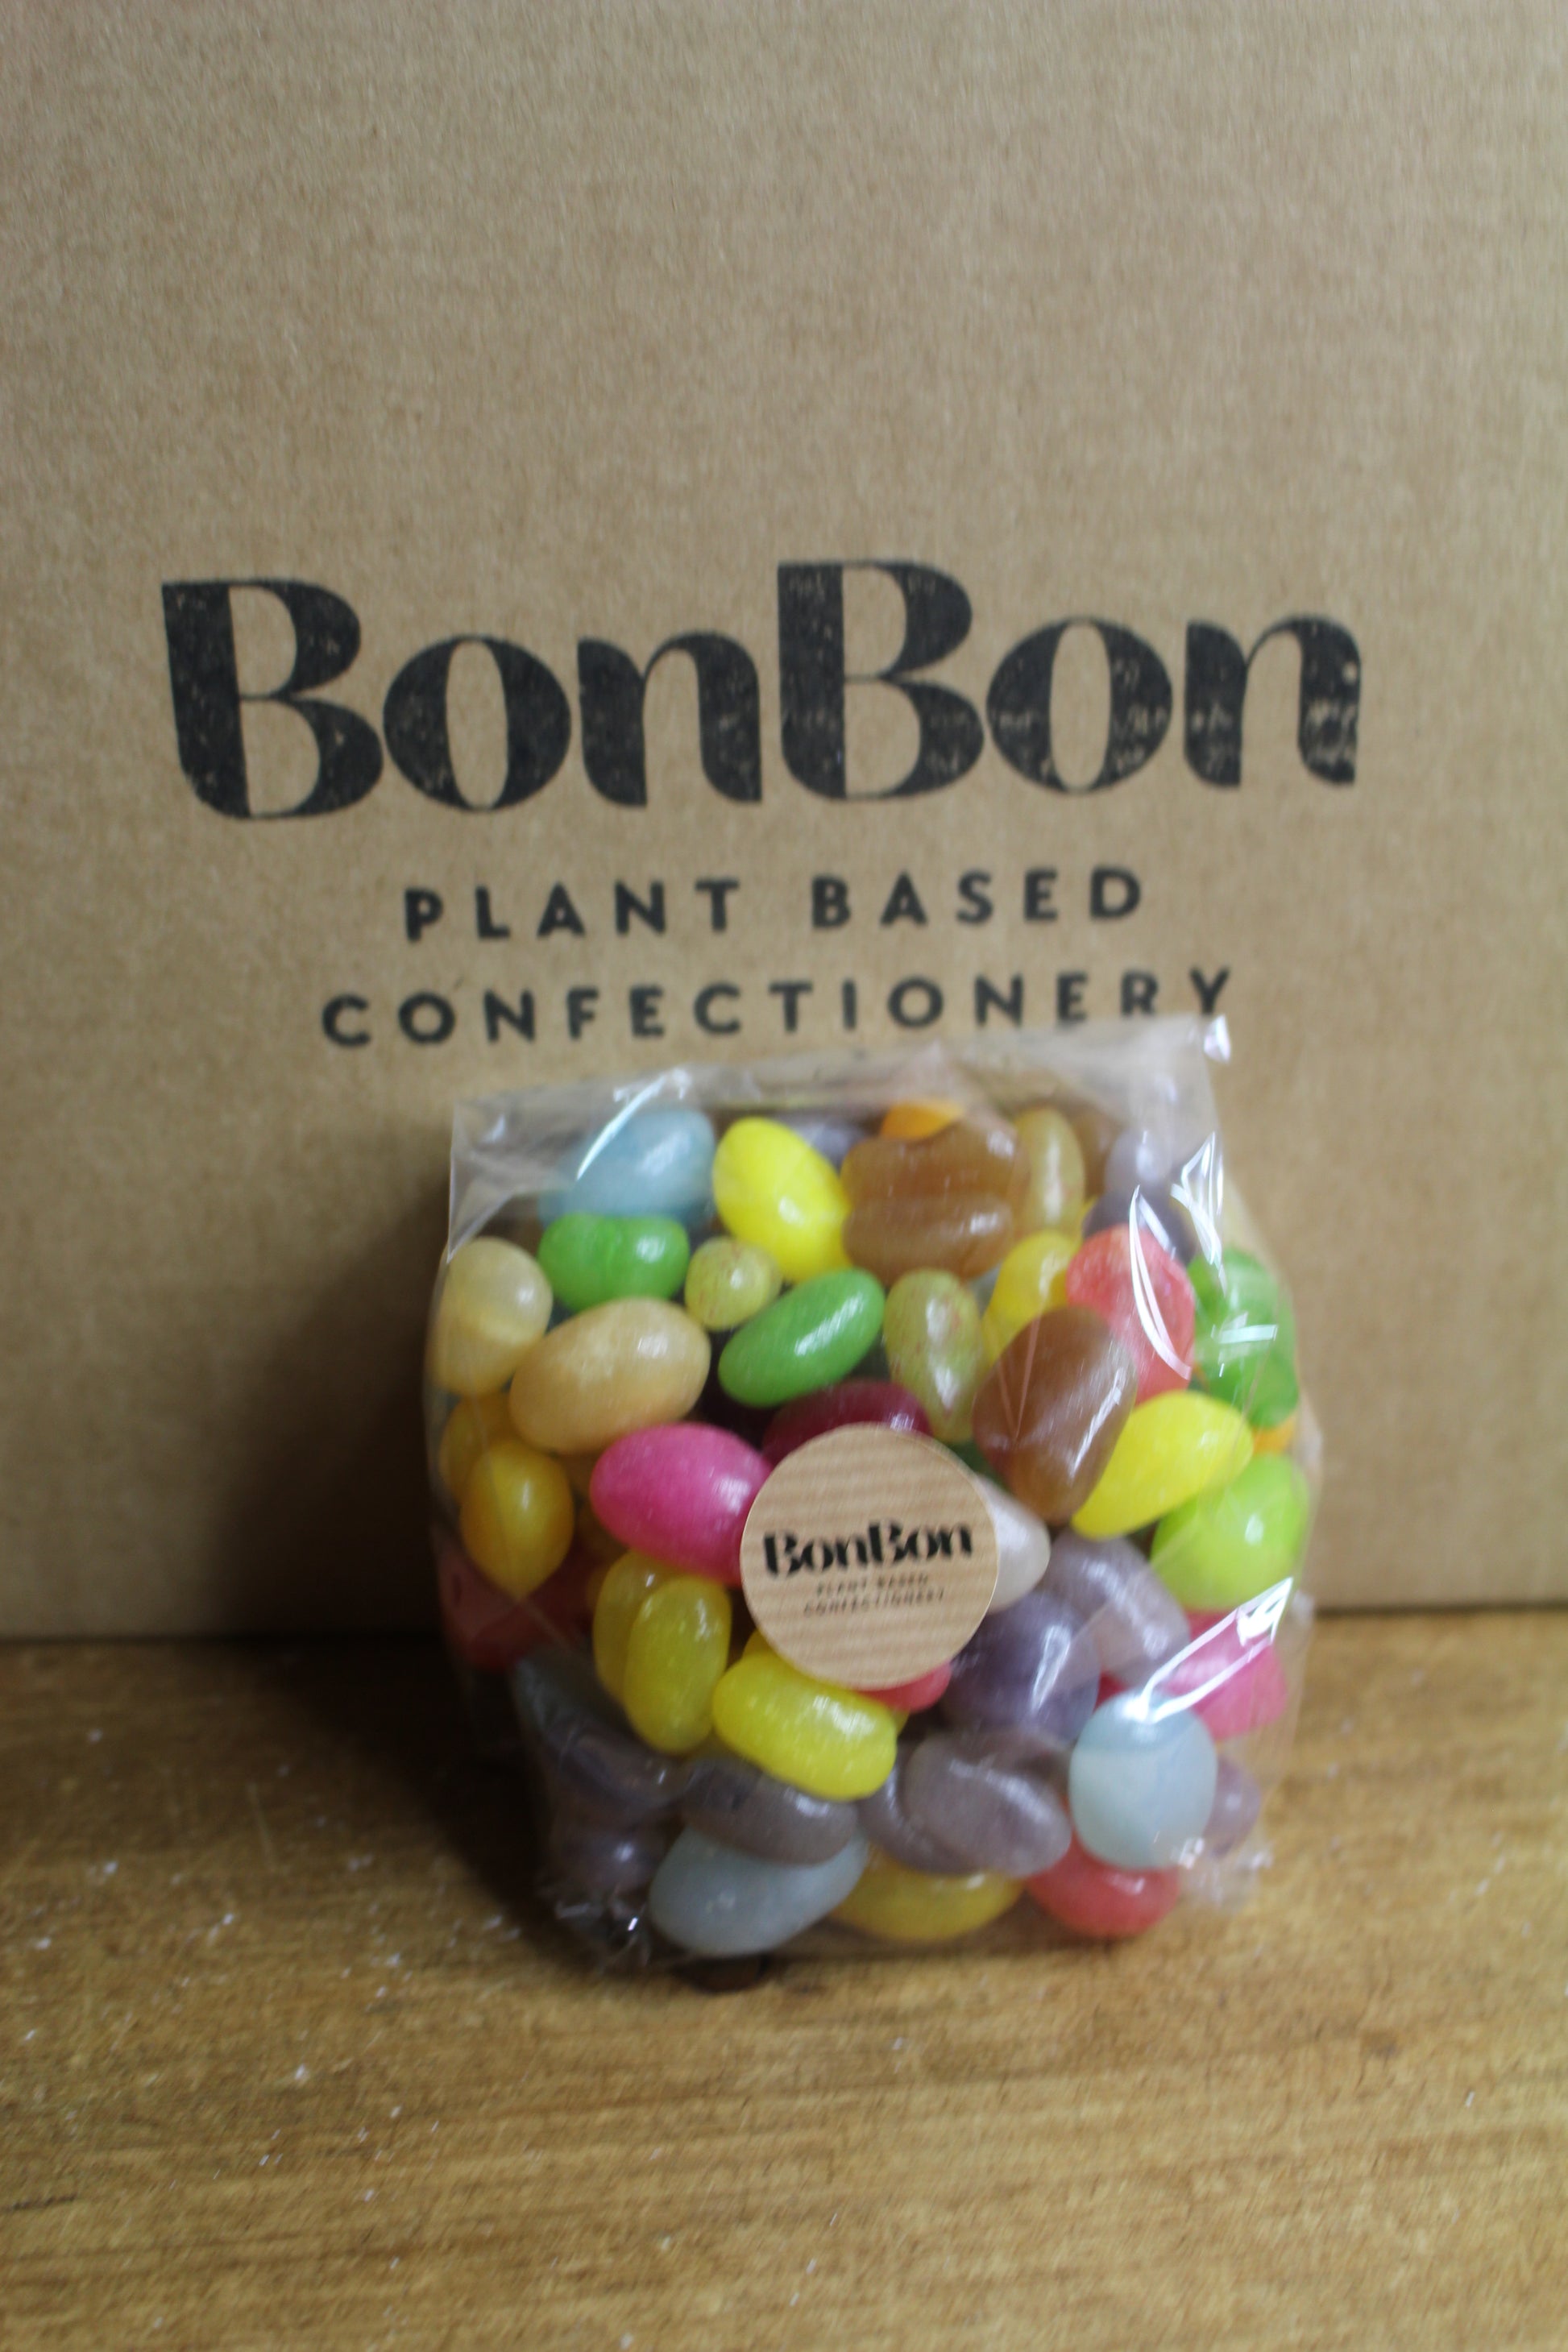 BonBon
PLANT BASED
CONFECTIONERY
BonBon
PLANT BASED
CONFECTIONERY